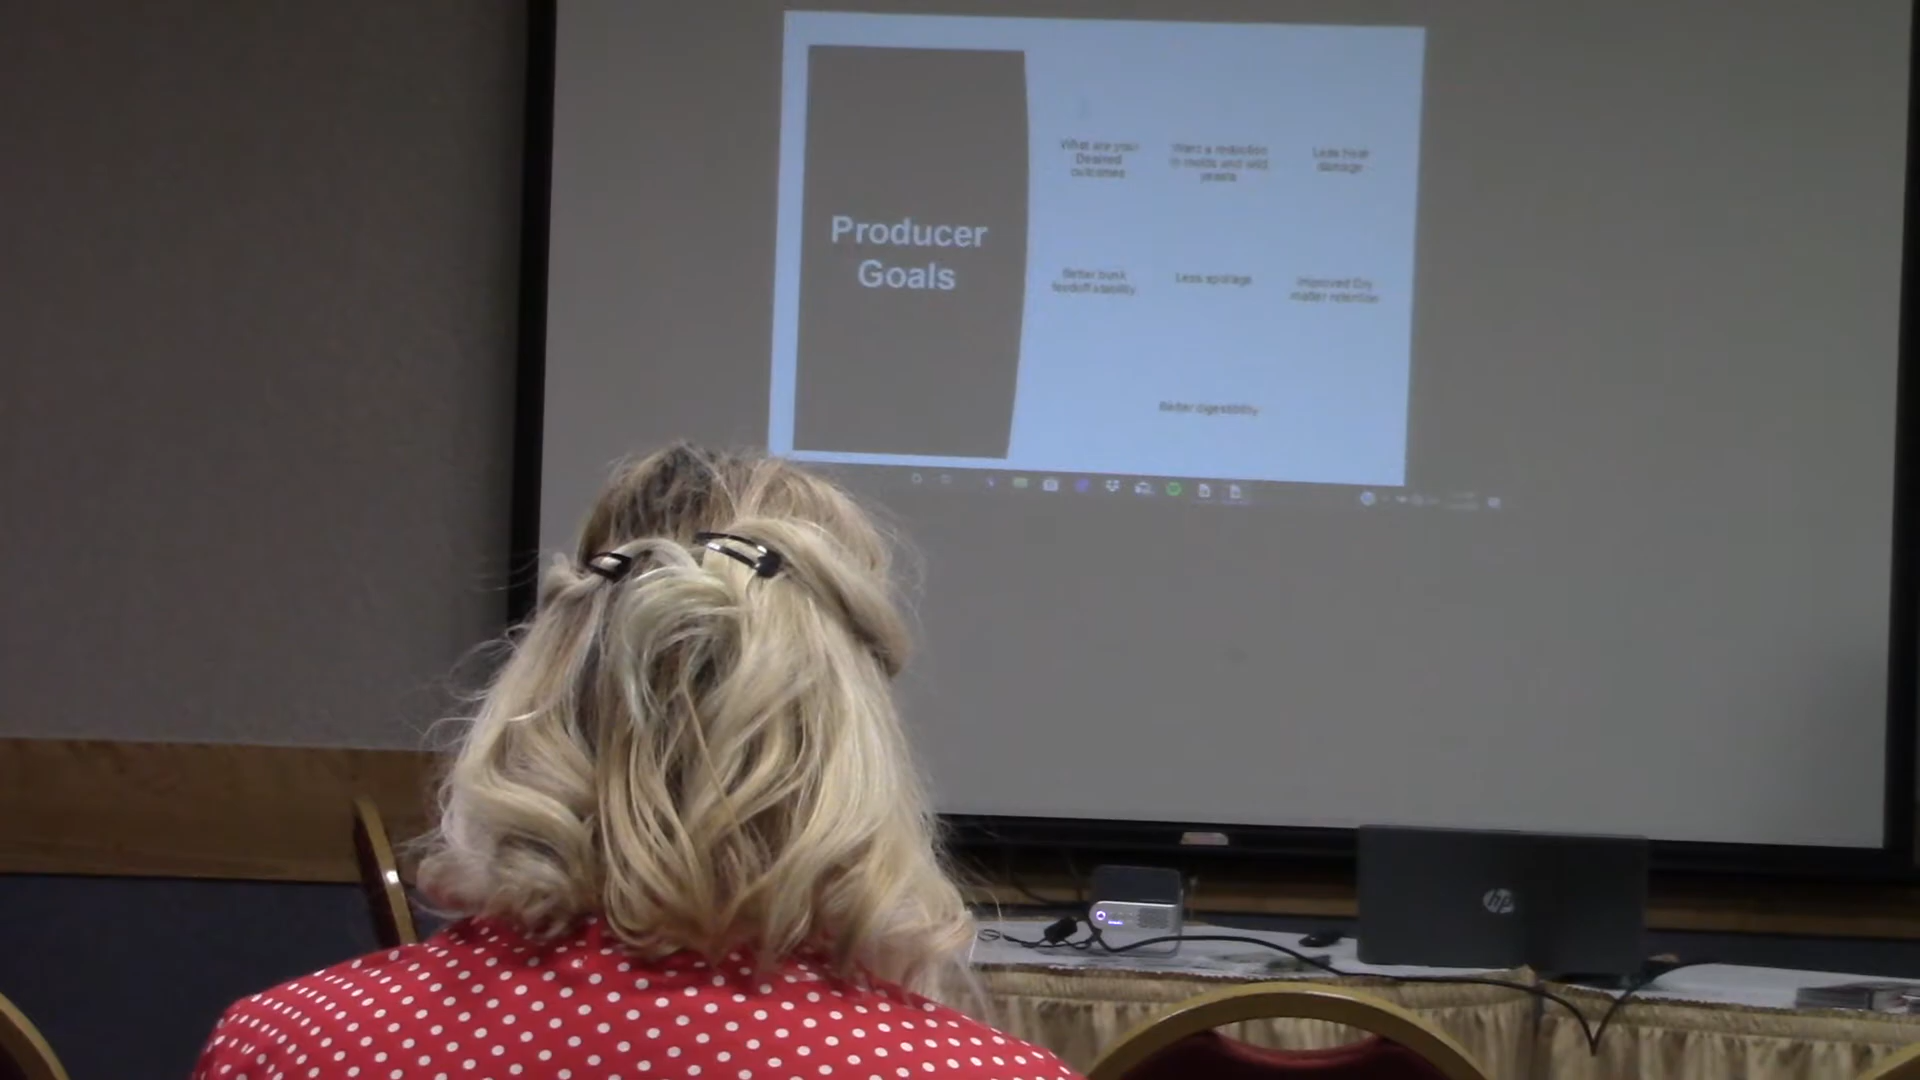 Producer
Goals
What are your
Desired
outcomes
Want a reduction
in molds and wild
yeasts
Less heat
damage
Better bunk
feedout stability
Less spoilage
Improved Dry
matter retention
Better digestibility
hp